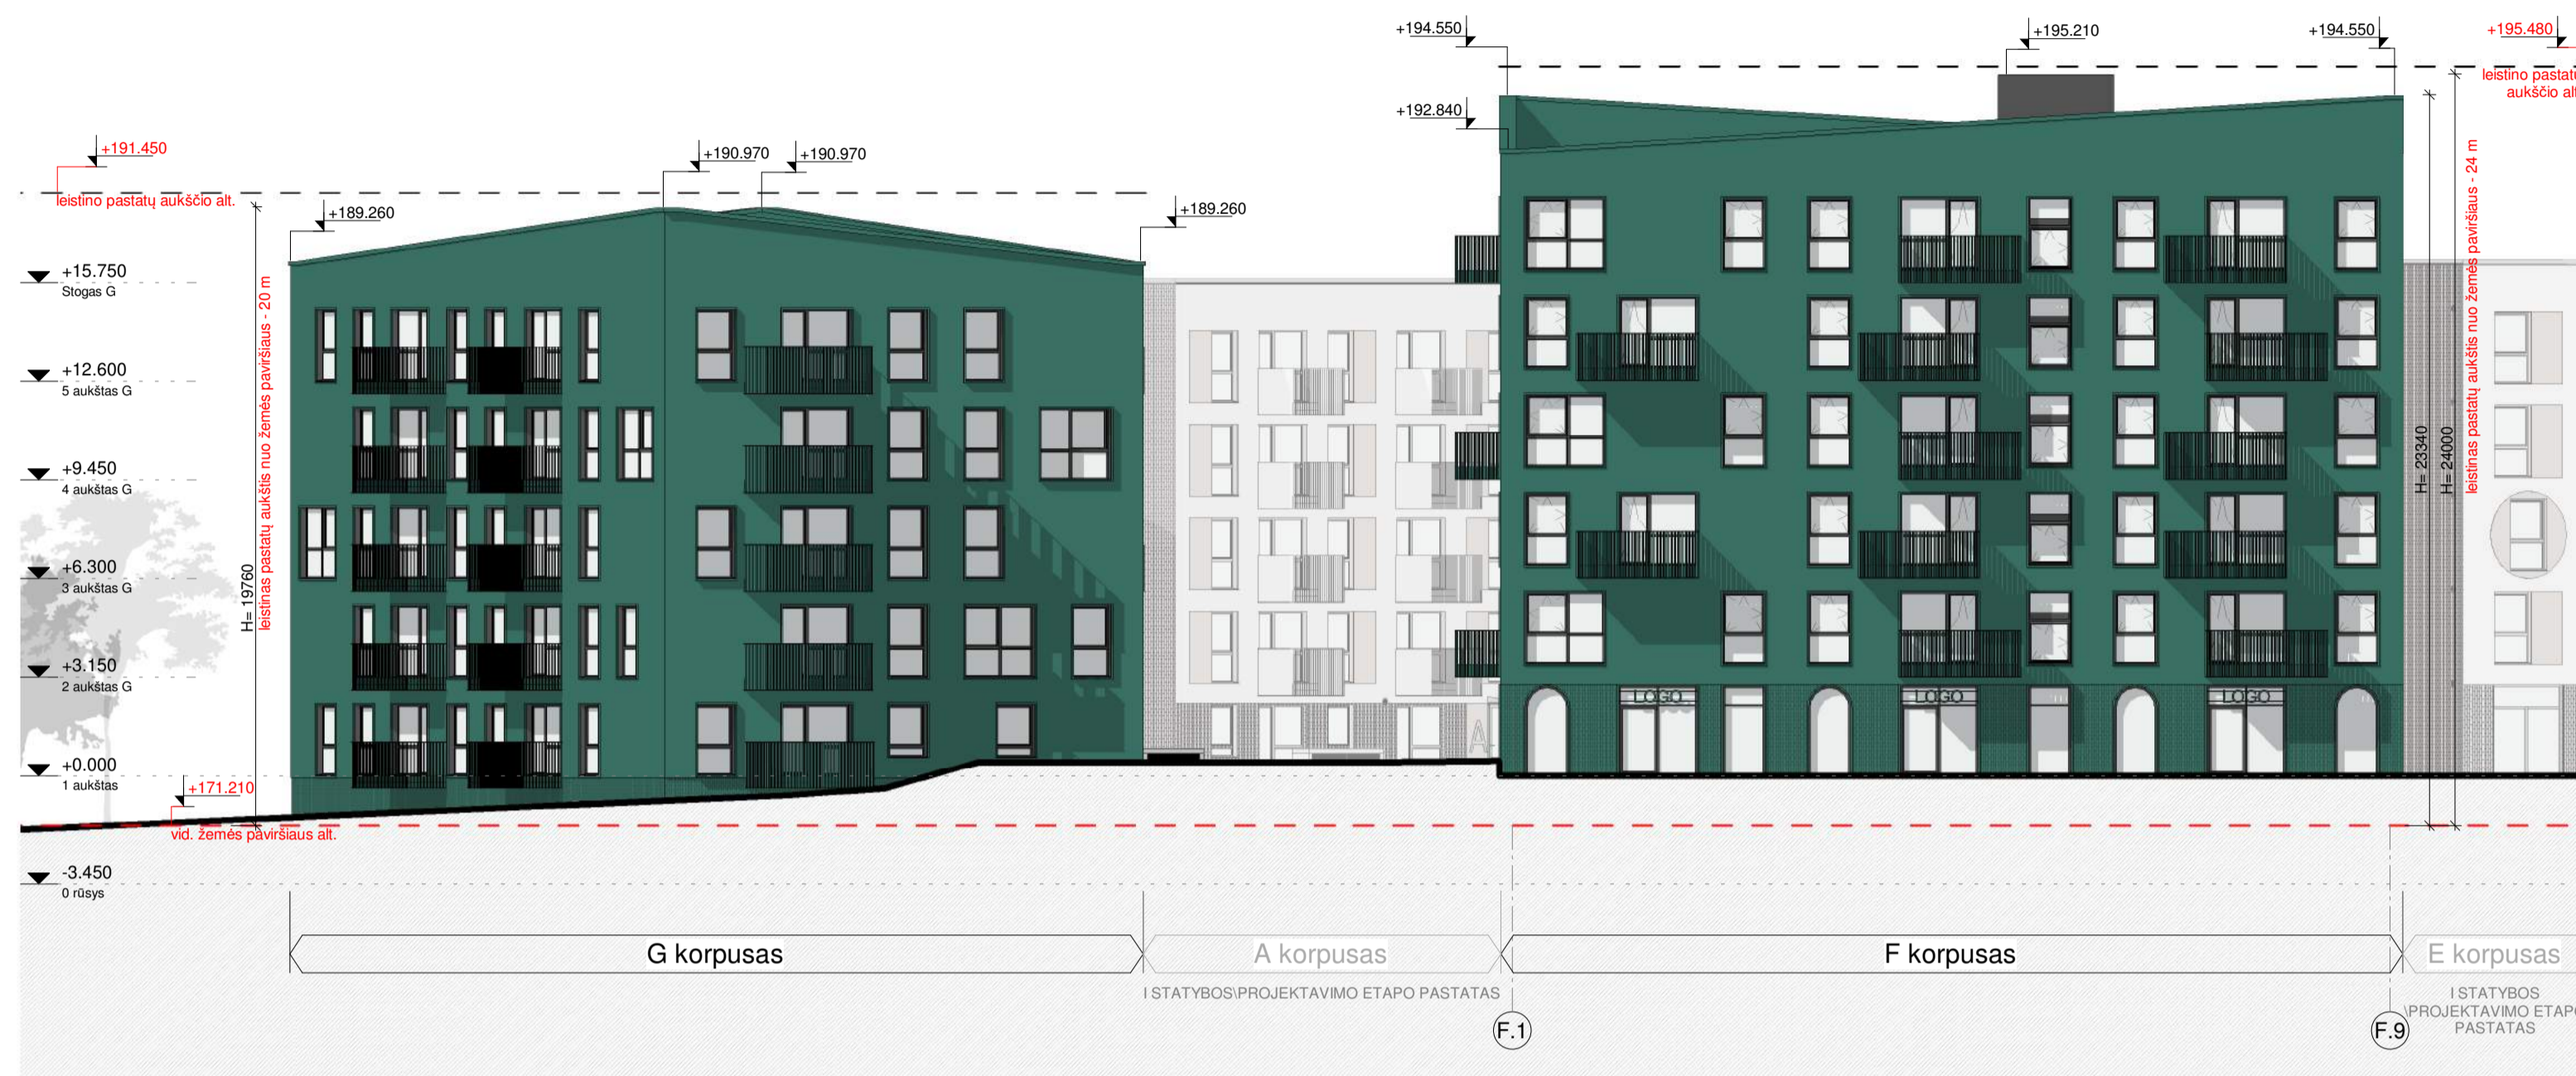 +194.550
+195.210
+194.550
+195.480
leistino pastatų
aukščio alt
+192.840
+191.450
leistino pastatų aukščio alt.
+190.970
+190.970
+189.260
+189.260
+15.750
Stogas G
+12.600
5 aukštas G
+9.450
4 aukštas G
+6.300
3 aukštas G
+3.150
2 aukštas G
+0.000
1 aukštas
+171.210
vid. žemės paviršiaus alt.
-3.450
0 rūsys
H= 19760
leistinas pastatų aukštis nuo žemės paviršiaus - 20 m
A
LOGO
LOGO
LOGO
H= 23340
H= 24000
leistinas pastatų aukštis nuo žemės paviršiaus - 24 m
G korpusas
A korpusas
F korpusas
E korpusas
I STATYBOS\PROJEKTAVIMO ETAPO PASTATAS
I STATYBOS
\PROJEKTAVIMO ETAPO
PASTATAS
F.1
F.9